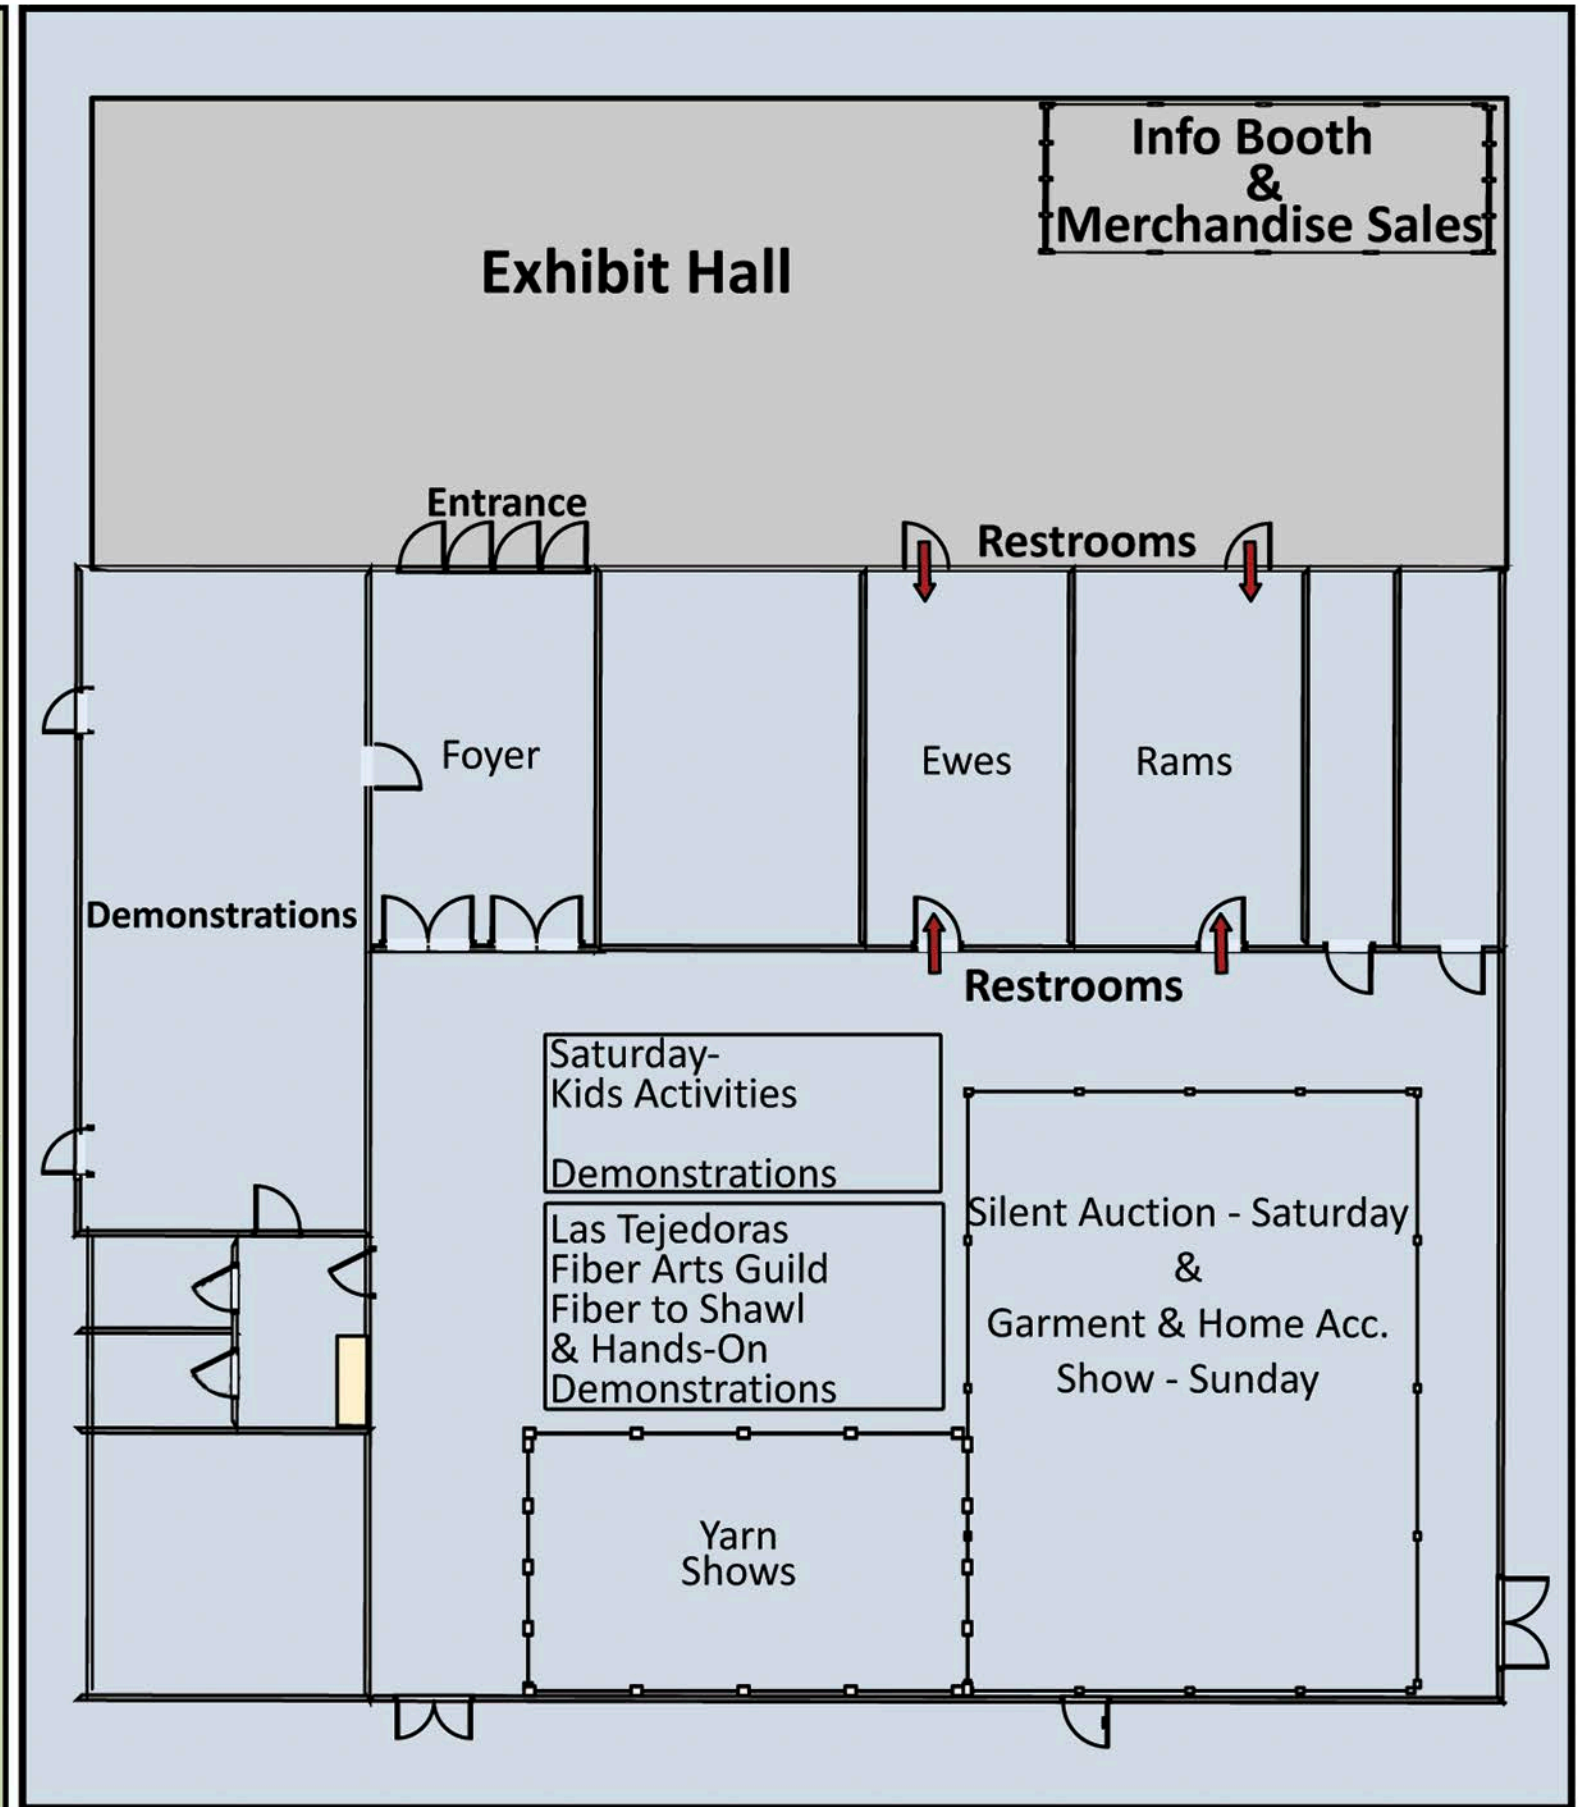 Info Booth
&
Merchandise Sales
Exhibit Hall
Entrance
Restrooms
Foyer
Ewes
Rams
Demonstrations
Restrooms
Saturday-
Kids Activities
Demonstrations
Las Tejedoras
Fiber Arts Guild
Fiber to Shawl
& Hands-On
Demonstrations
Silent Auction - Saturday
&
Garment & Home Acc.
Show - Sunday
Yarn
Shows